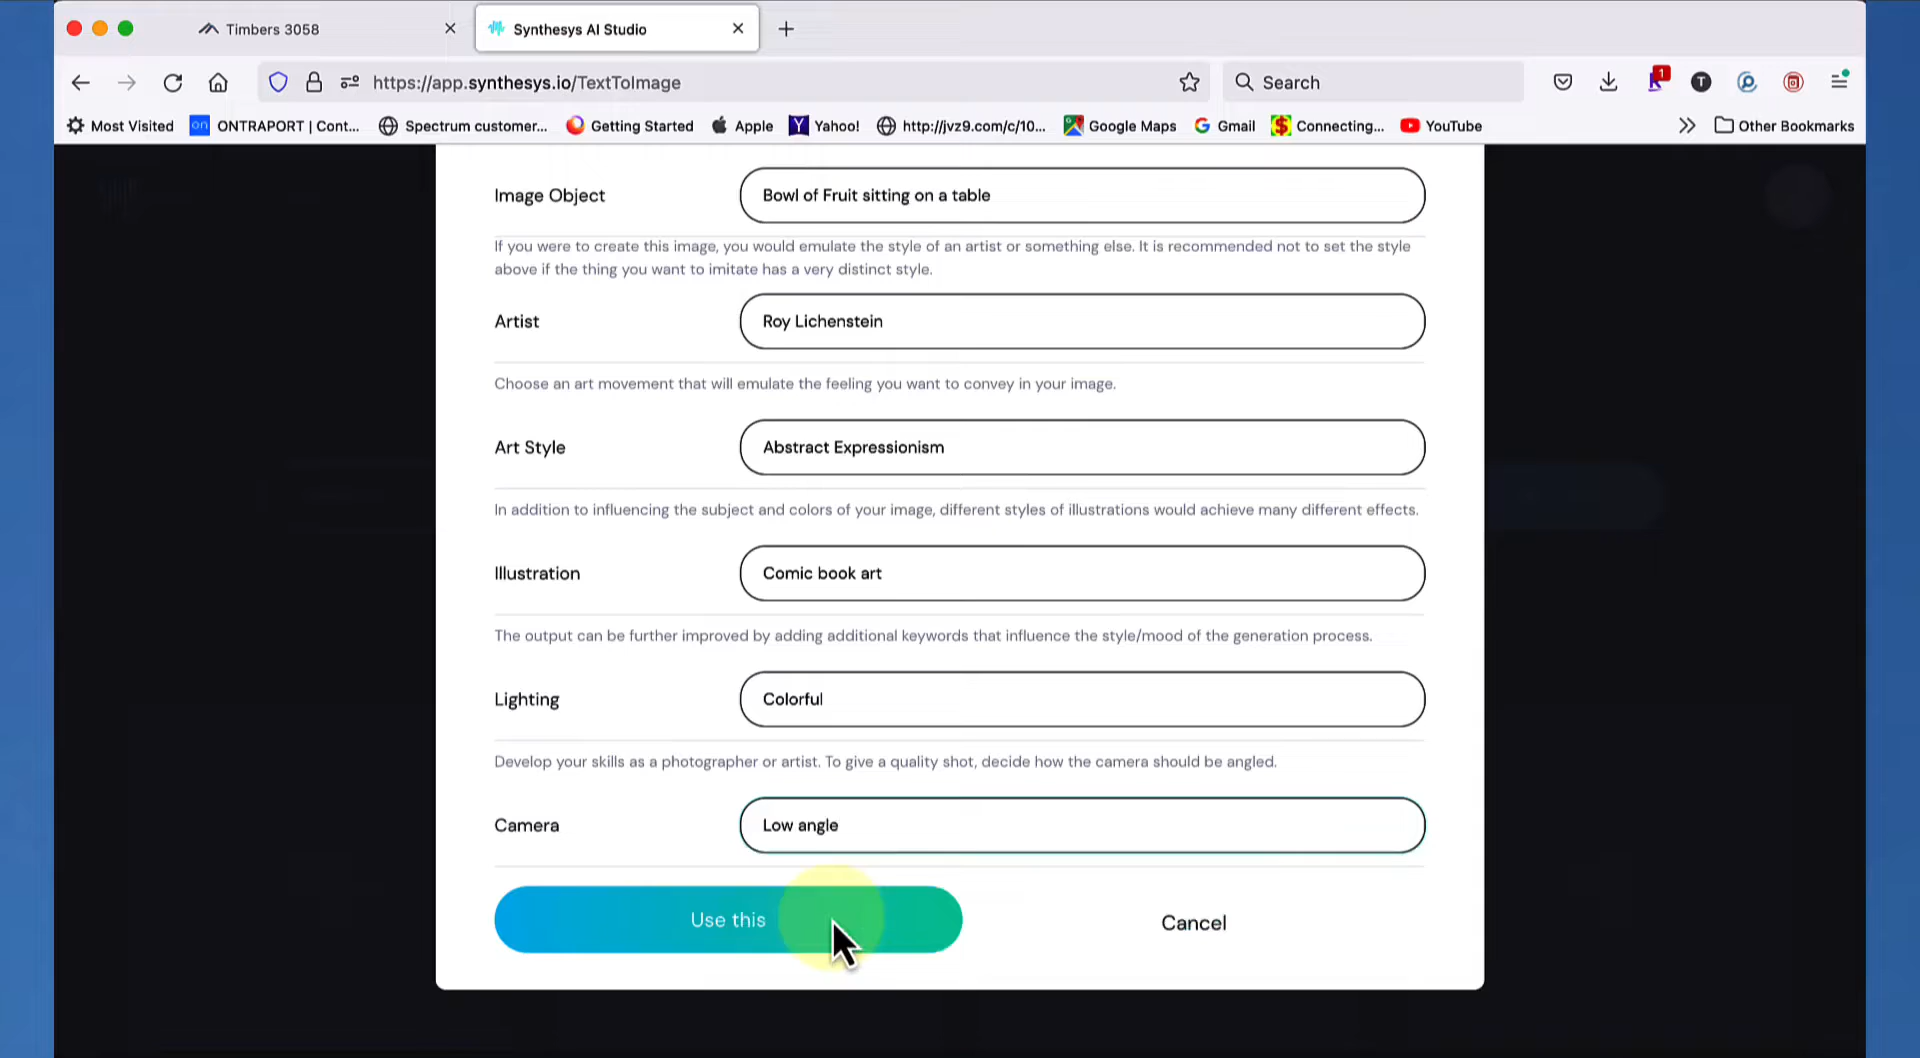 Timbers 3058
Synthesys AI Studio
https://app.synthesys.io/TextToImage
Search
1
T
Most Visited
on ONTRAPORT | Cont...
Spectrum customer...
Getting Started
Apple
Yahoo!
http://jvz9.com/c/10...
Google Maps
Gmail
Connecting...
YouTube
Other Bookmarks
Image Object
Bowl of Fruit sitting on a table
If you were to create this image, you would emulate the style of an artist or something else. It is recommended not to set the style
above if the thing you want to imitate has a very distinct style.
Artist
Roy Lichenstein
Choose an art movement that will emulate the feeling you want to convey in your image.
Art Style
Abstract Expressionism
In addition to influencing the subject and colors of your image, different styles of illustrations would achieve many different effects.
Illustration
Comic book art
The output can be further improved by adding additional keywords that influence the style/mood of the generation process.
Lighting
Colorful
Develop your skills as a photographer or artist. To give a quality shot, decide how the camera should be angled.
Camera
Low angle
Use this
Cancel